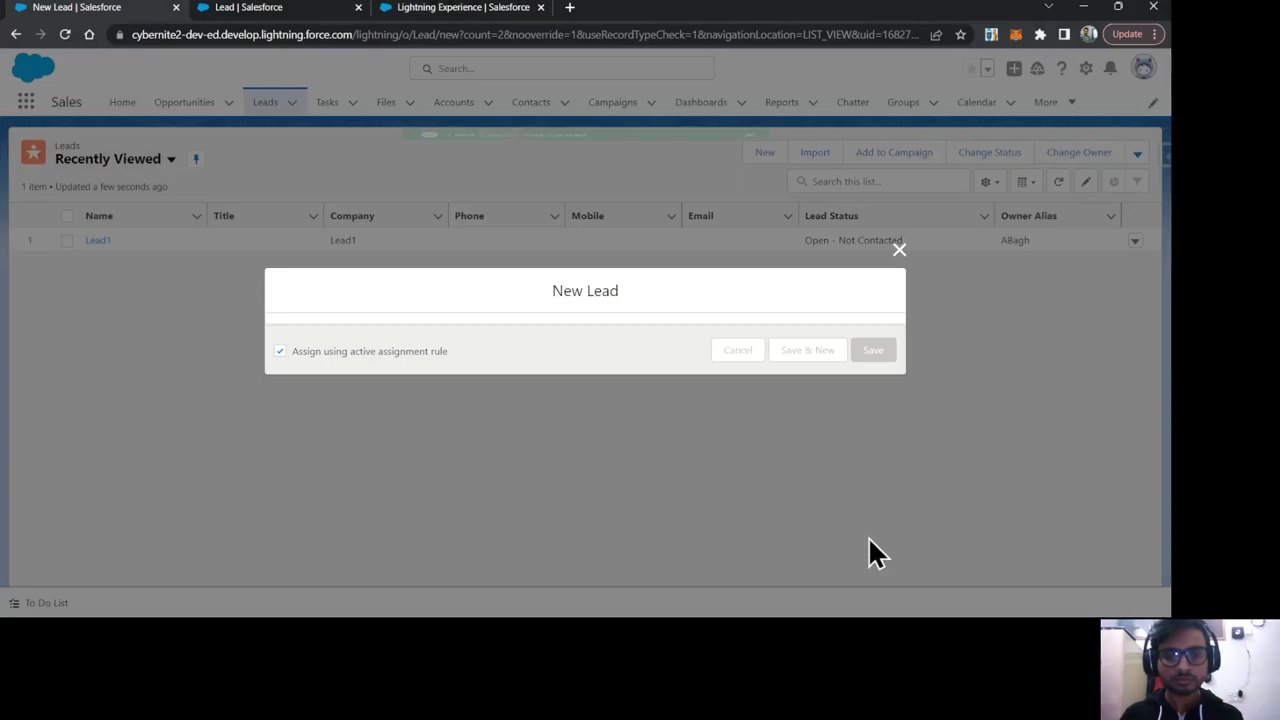 New Lead | Salesforce
Lead | Salesforce
Lightning Experience | Salesforce
cybernite2-dev-ed.develop.lightning.force.com/lightning/o/Lead/new?count=2&nooverride=1&useRecordTypeCheck=1&navigationLocation=LIST_VIEW&uid=16827...
Update
Search...
Sales Home Opportunities Leads Tasks Files Accounts Contacts Campaigns Dashboards Reports Chatter Groups Calendar More
Leads
Recently Viewed
New Import Add to Campaign Change Status Change Owner
1 item • Updated a few seconds ago
Search this list...
Name Title Company Phone Mobile Email Lead Status Owner Alias
1 Lead1 Lead1 Open - Not Contacted ABagh
New Lead
Assign using active assignment rule
Cancel Save & New Save
To Do List